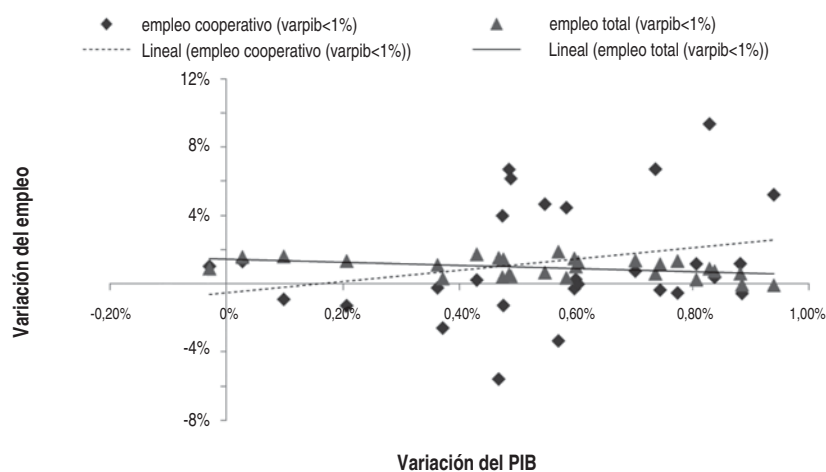 empleo cooperativo (varpib<1%) empleo total (varpib<1%)
Lineal (empleo cooperativo (varpib<1%)) Lineal (empleo total (varpib<1%))
12%
8%
4%
-0,20% 0% 0,20% 0,40% 0,60% 0,80% 1,00%
-4%
-8%
Variación del empleo
Variación del PIB